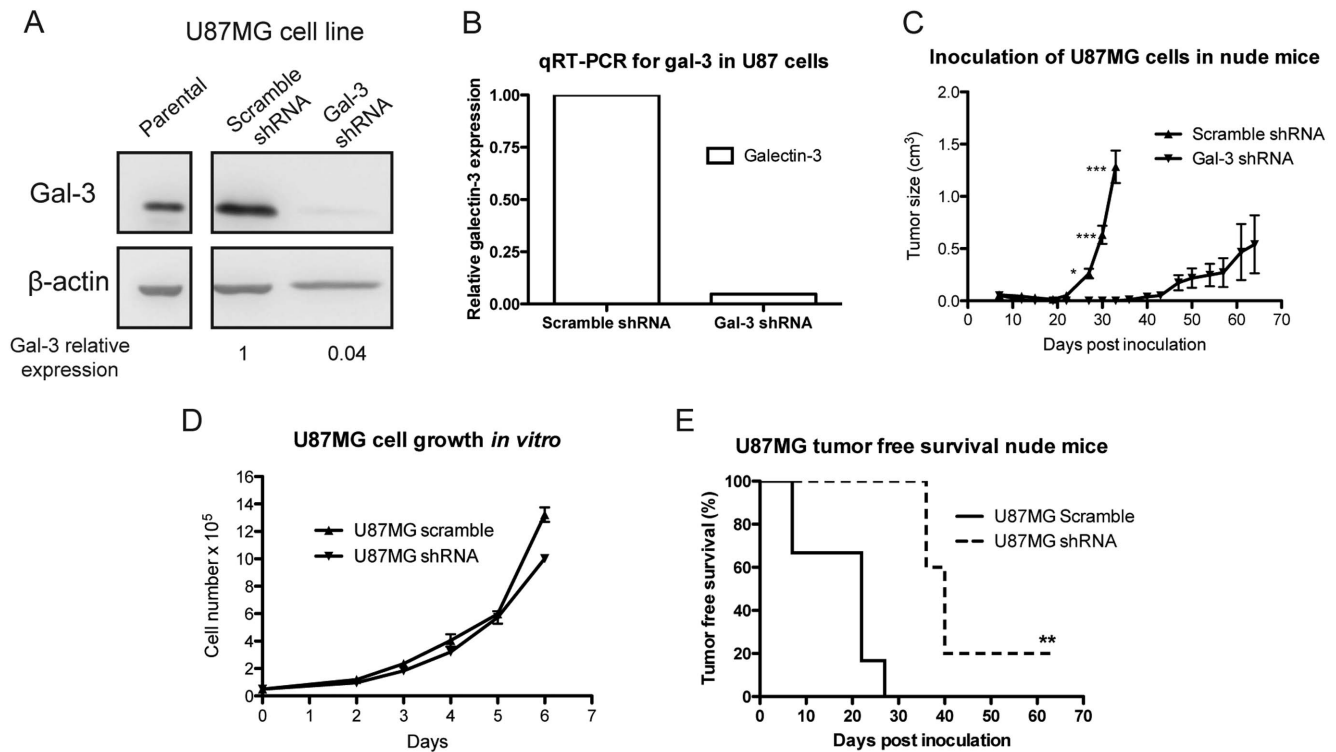 A
U87MG cell line
Parental
Scramble
shRNA
Gal-3
shRNA
Gal-3
β-actin
Gal-3 relative
expression
1
0.04
B
qRT-PCR for gal-3 in U87 cells
Relative galectin-3 expression
1.00
0.75
0.50
0.25
0.00
Galectin-3
Scramble shRNA
Gal-3 shRNA
C
Inoculation of U87MG cells in nude mice
Tumor size (cm³)
2.0
1.5
1.0
0.5
0.0
Scramble shRNA
Gal-3 shRNA
***
***
*
0 10 20 30 40 50 60 70
Days post inoculation
D
U87MG cell growth in vitro
Cell number x 10⁵
16
14
12
10
8
6
4
2
0
U87MG scramble
U87MG shRNA
0 1 2 3 4 5 6 7
Days
E
U87MG tumor free survival nude mice
Tumor free survival (%)
100
80
60
40
20
0
U87MG Scramble
U87MG shRNA
**
0 10 20 30 40 50 60 70
Days post inoculation